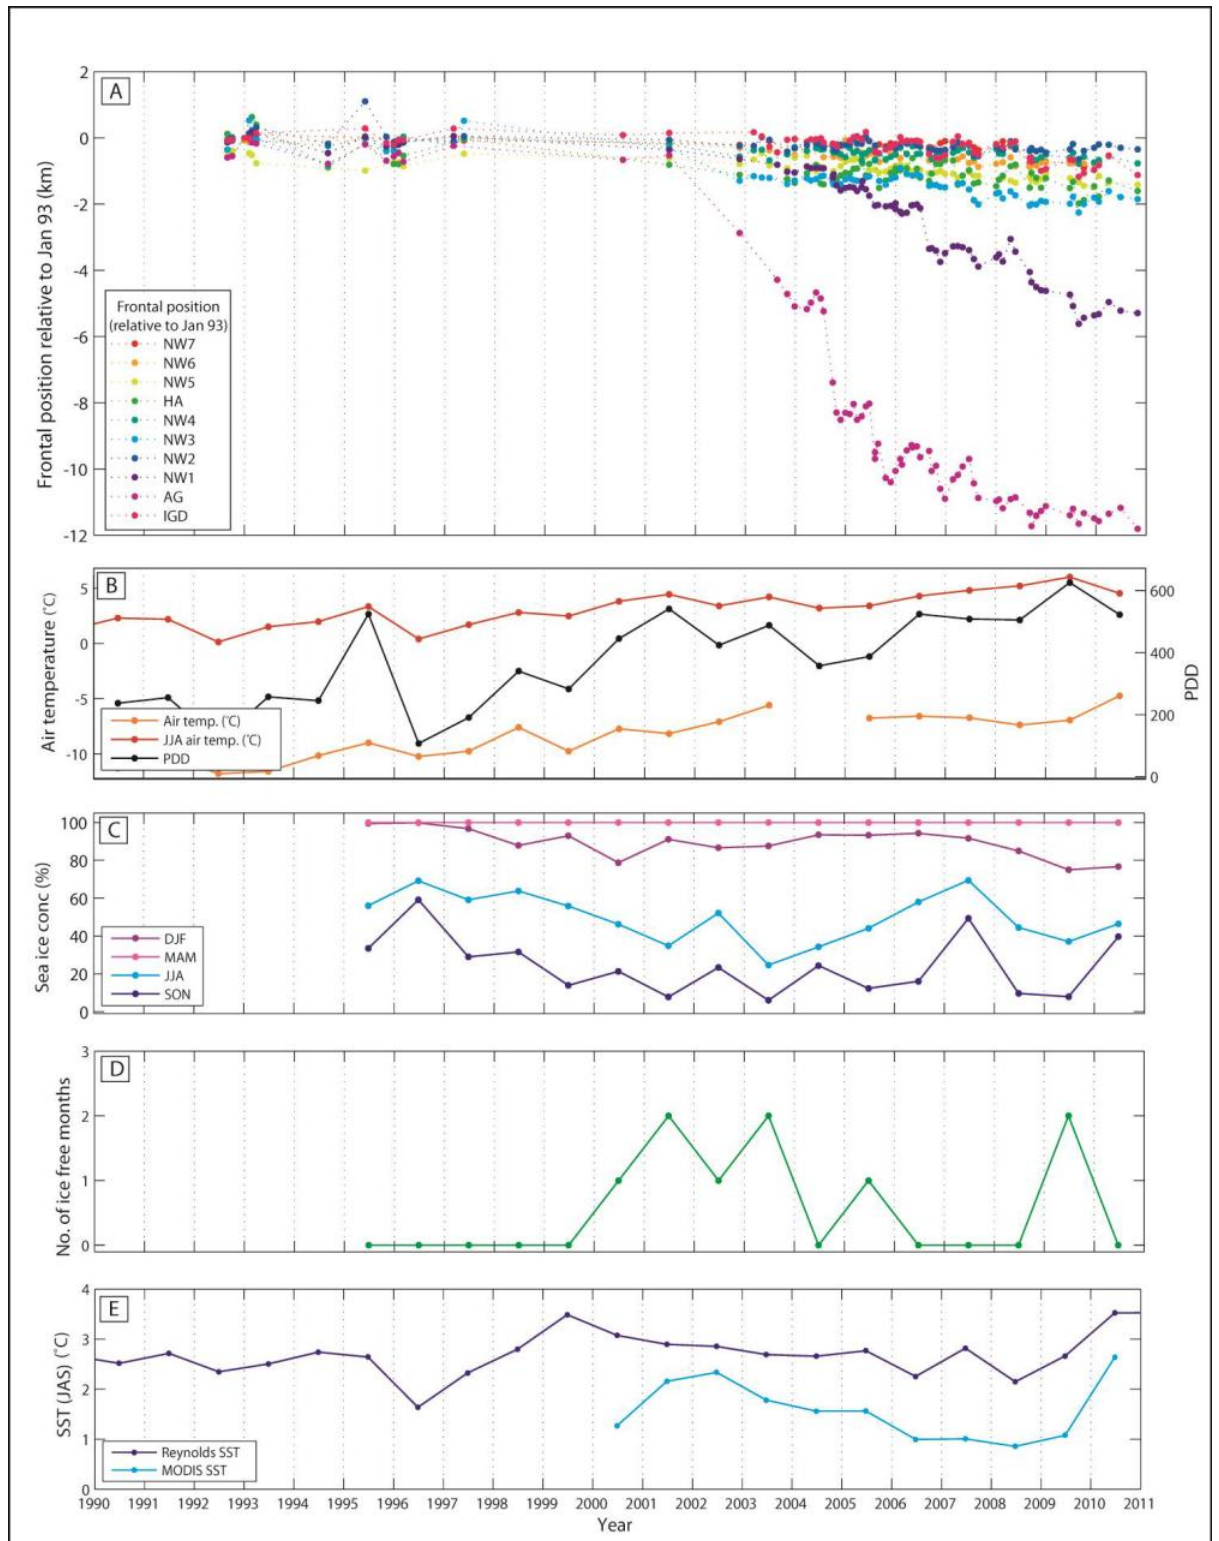 A
2
0
-2
-4
-6
-8
-10
-12
Frontal position relative to Jan 93 (km)
Frontal position
(relative to Jan 93)
NW7
NW6
NW5
HA
NW4
NW3
NW2
NW1
AG
IGD
B
5
0
-5
-10
Air temperature (°C)
600
400
200
0
PDD
Air temp. (°C)
JJA air temp. (°C)
PDD
C
100
80
60
40
20
0
Sea ice conc (%)
DJF
MAM
JJA
SON
D
3
2
1
0
No. of ice free months
E
4
3
2
1
0
SST (JAS) (°C)
Reynolds SST
MODIS SST
1990 1991 1992 1993 1994 1995 1996 1997 1998 1999 2000 2001 2002 2003 2004 2005 2006 2007 2008 2009 2010 2011
Year